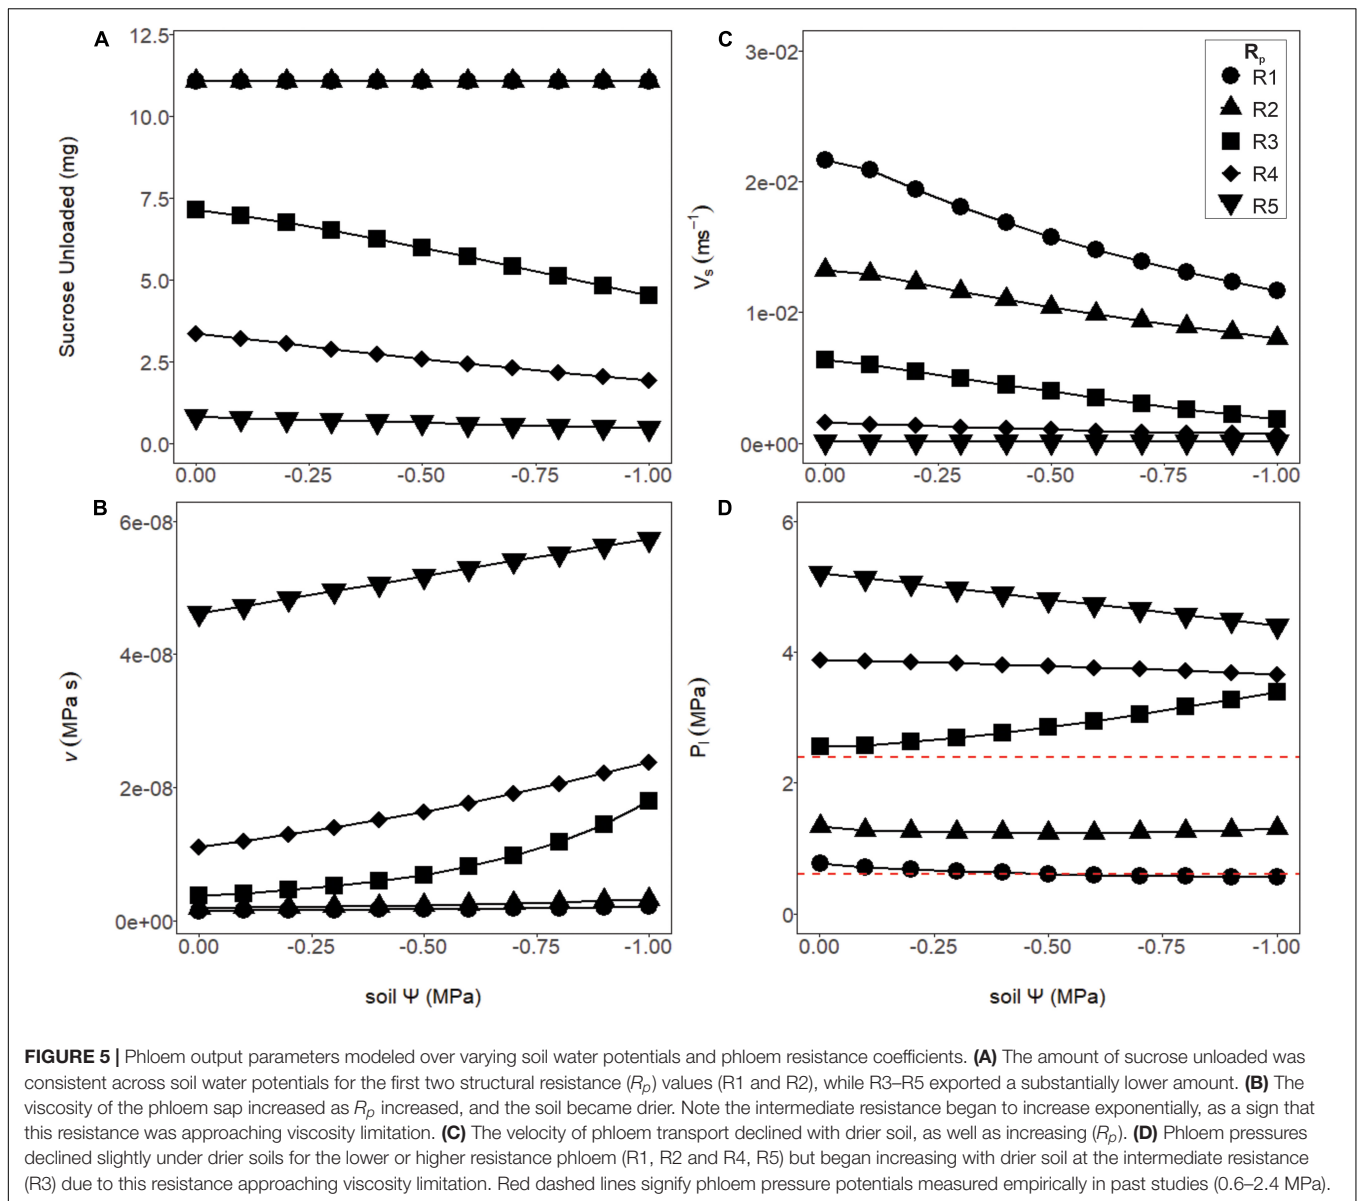 A
12.5
10.0
7.5
5.0
2.5
0.0
Sucrose Unloaded (mg)
0.00 -0.25 -0.50 -0.75 -1.00
C
3e-02
2e-02
1e-02
0e+00
Vs (ms⁻¹)
0.00 -0.25 -0.50 -0.75 -1.00
Rp
R1
R2
R3
R4
R5
B
6e-08
4e-08
2e-08
0e+00
v (MPa s)
0.00 -0.25 -0.50 -0.75 -1.00
soil Ψ (MPa)
D
6
4
2
0
Pl (MPa)
0.00 -0.25 -0.50 -0.75 -1.00
soil Ψ (MPa)
FIGURE 5 | Phloem output parameters modeled over varying soil water potentials and phloem resistance coefficients. (A) The amount of sucrose unloaded was
consistent across soil water potentials for the first two structural resistance (Rp) values (R1 and R2), while R3–R5 exported a substantially lower amount. (B) The
viscosity of the phloem sap increased as Rp increased, and the soil became drier. Note the intermediate resistance began to increase exponentially, as a sign that
this resistance was approaching viscosity limitation. (C) The velocity of phloem transport declined with drier soil, as well as increasing (Rp). (D) Phloem pressures
declined slightly under drier soils for the lower or higher resistance phloem (R1, R2 and R4, R5) but began increasing with drier soil at the intermediate resistance
(R3) due to this resistance approaching viscosity limitation. Red dashed lines signify phloem pressure potentials measured empirically in past studies (0.6–2.4 MPa).